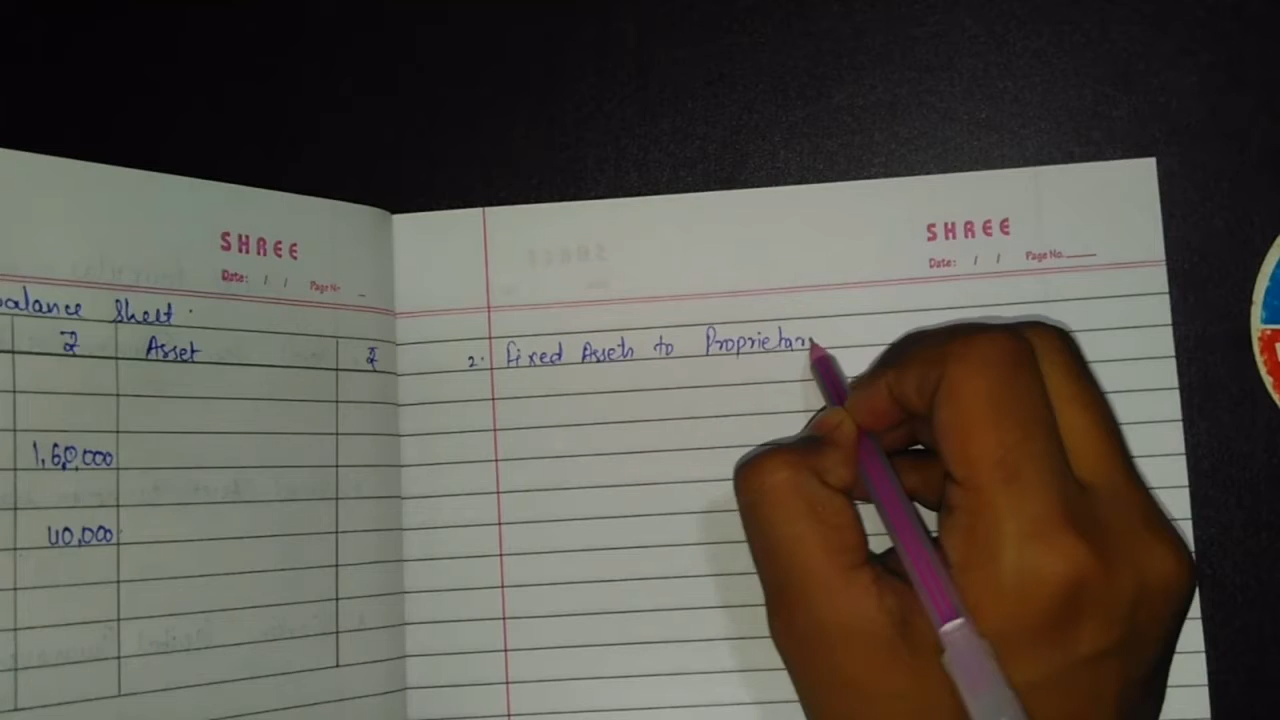 SHREE
Date: / / Page No
balance Sheet.
₹ Asset ₹
1,60,000
40,000
SHREE
Date: / / Page No.
2. Fixed Assets to Proprietary